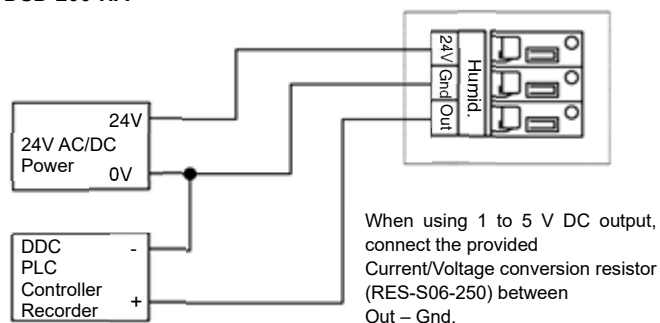 24V
Gnd
Out
Humid.
24V
24V AC/DC
Power
0V
DDC
PLC
Controller
Recorder
-
+
When using 1 to 5 V DC output,
connect the provided
Current/Voltage conversion resistor
(RES-S06-250) between
Out – Gnd.